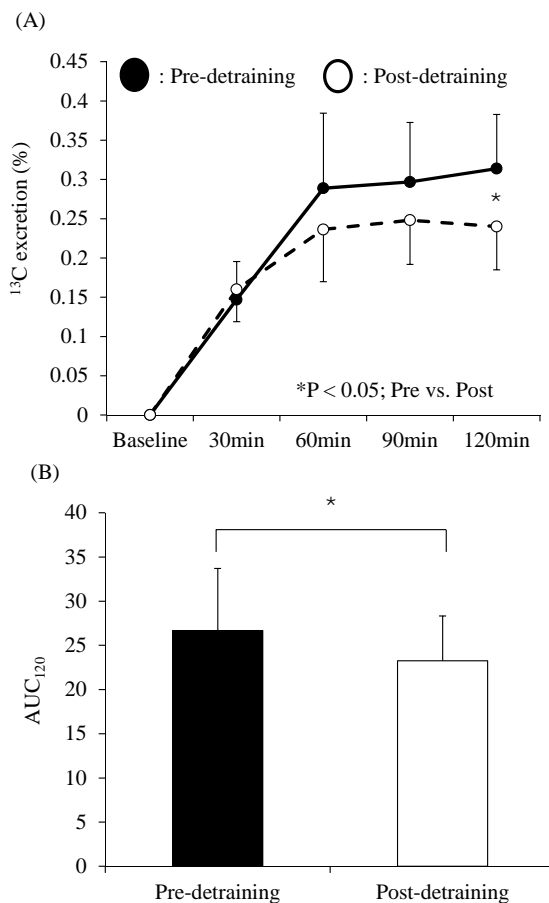 (A)
0.45
0.4
0.35
0.3
0.25
0.2
0.15
0.1
0.05
0
¹³C excretion (%)
: Pre-detraining : Post-detraining
*
*P < 0.05; Pre vs. Post
Baseline 30min 60min 90min 120min
(B)
40
35
30
25
20
15
10
5
0
AUC₁₂₀
*
Pre-detraining Post-detraining